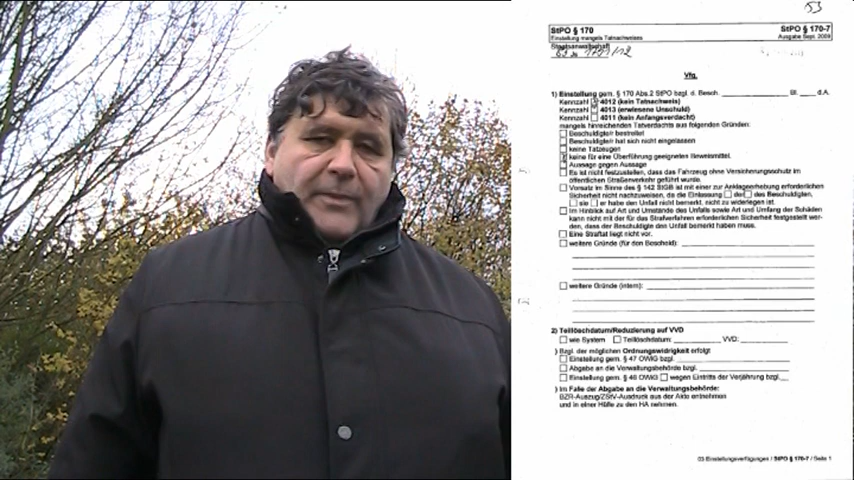 53
StPO § 170
StPO § 170-7
Einstellung mangels Tatnachweises
Ausgabe Sept. 2009
Staatsanwaltschaft
Vfg.
1) Einstellung gem. § 170 Abs.2 StPO bzgl. d. Besch. ____ Bl. ___ d.A.
Kennzahl 4012 (kein Tatnachweis)
Kennzahl 4013 (erwiesene Unschuld)
Kennzahl 4011 (kein Anfangsverdacht)
mangels hinreichenden Tatverdachts aus folgenden Gründen:
Beschuldigte/r bestreitet
Beschuldigte/r hat sich nicht eingelassen
keine Tatzeugen
keine für eine Überführung geeigneten Beweismittel.
Aussage gegen Aussage
Es ist nicht festzustellen, dass das Fahrzeug ohne Versicherungsschutz im
öffentlichen Straßenverkehr geführt wurde.
Vorsatz im Sinne des § 142 StGB ist mit einer zur Anklageerhebung erforderlichen
Sicherheit nicht nachzuweisen, da die Einlassung der des Beschuldigten,
sie er habe den Unfall nicht bemerkt, nicht zu widerlegen ist.
Im Hinblick auf Art und Umstände des Unfalls sowie Art und Umfang der Schäden
kann nicht mit der für das Strafverfahren erforderlichen Sicherheit festgestellt wer-
den, dass der Beschuldigte den Unfall bemerkt haben muss.
Eine Straftat liegt nicht vor.
weitere Gründe (für den Bescheid):
weitere Gründe (intern):
2) Teillöschdatum/Reduzierung auf VVD
wie System Teillöschdatum: ____ VVD: ____
) Bzgl. der möglichen Ordnungswidrigkeit erfolgt
Einstellung gem. § 47 OWiG bzgl.
Abgabe an die Verwaltungsbehörde bzgl.
Einstellung gem. § 46 OWiG wegen Eintritts der Verjährung bzgl.
) Im Falle der Abgabe an die Verwaltungsbehörde:
BZR-Auszug/ZStV-Ausdruck aus der Akte entnehmen
und in einer Hülle zu den HA nehmen.
03 Einstellungsverfügungen / StPO § 170-7 / Seite 1